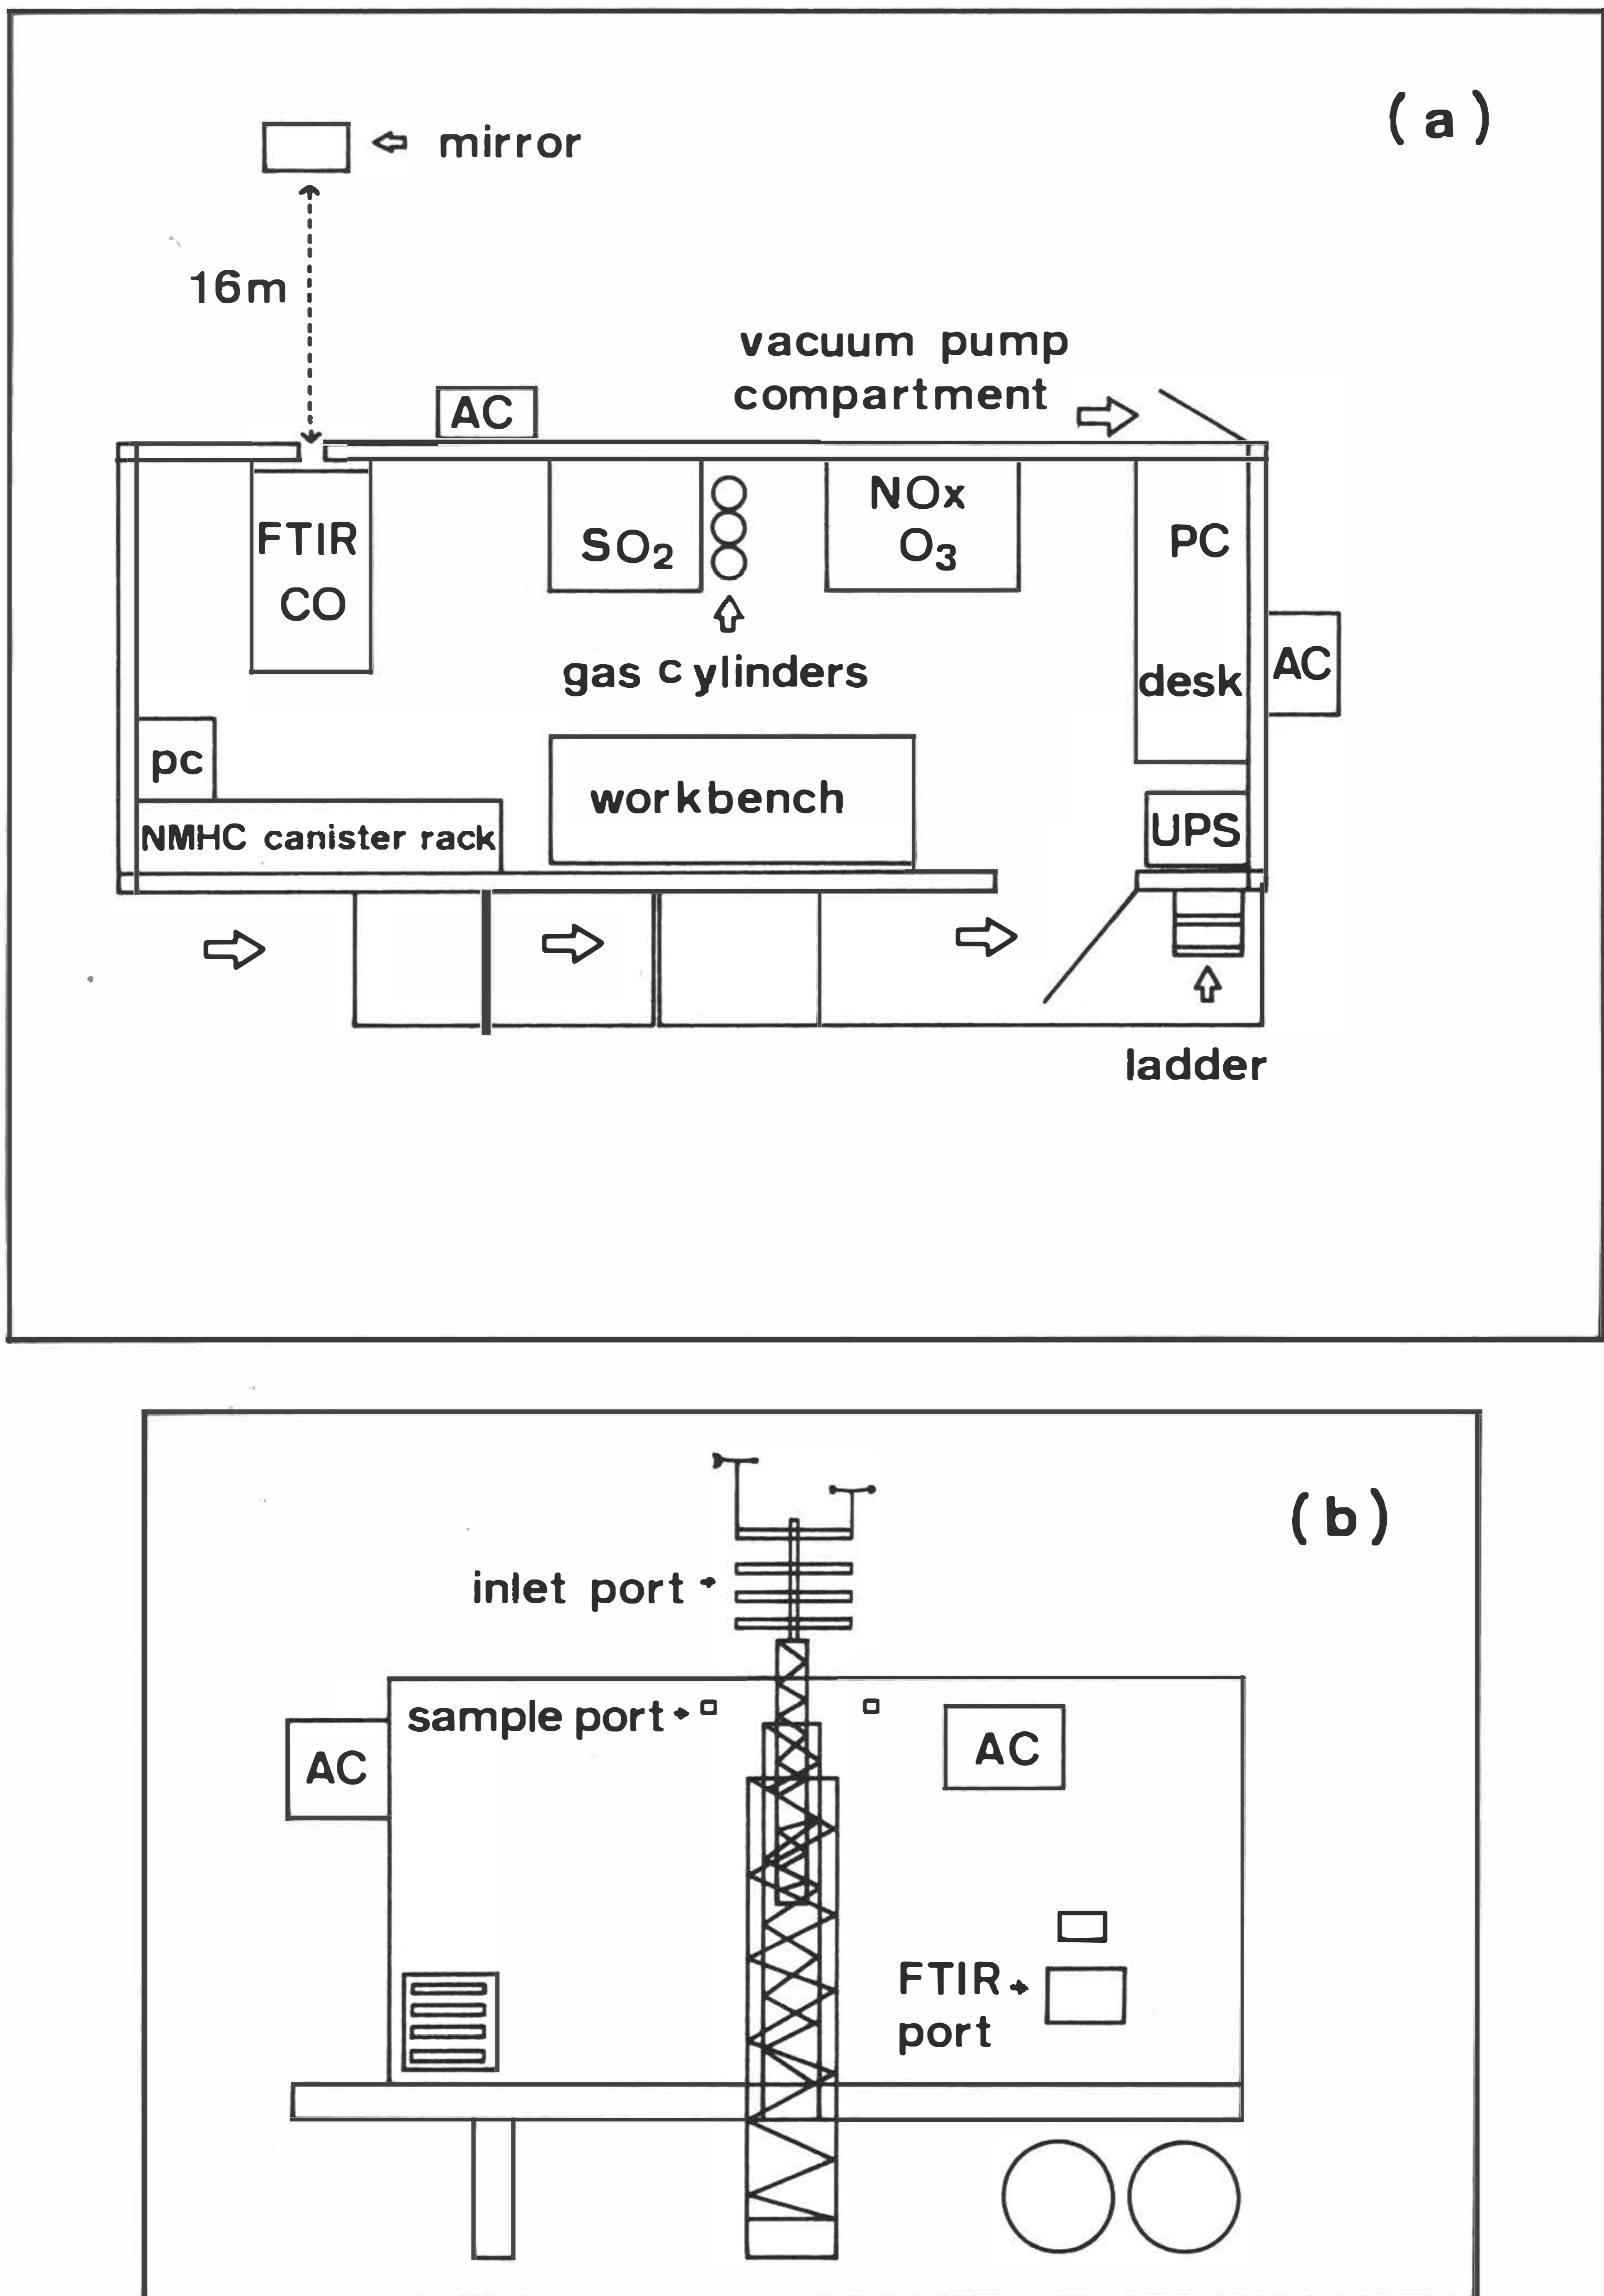 (a)
mirror
16m
vacuum pump
compartment
AC
FTIR
CO
SO₂
NOx
O₃
PC
desk
gas cylinders
AC
pc
workbench
NMHC canister rack
UPS
ladder
(b)
inlet port
sample port
AC
AC
FTIR
port